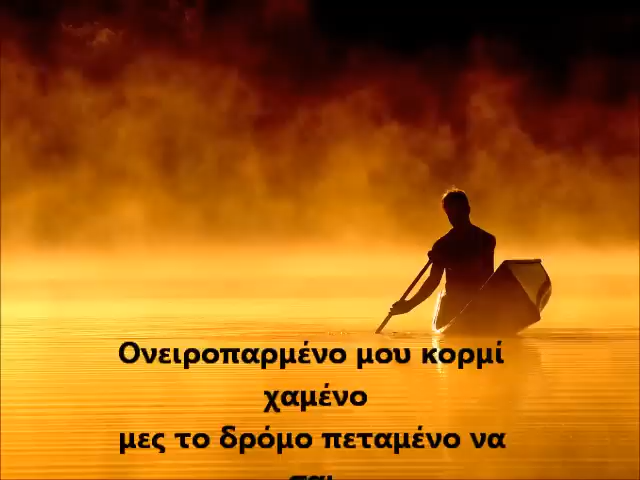 Ονειροπαρμένο μου κορμί
χαμένο
μες το δρόμο πεταμένο να